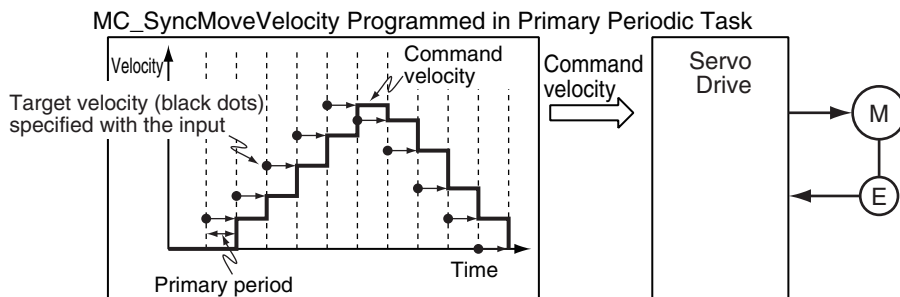 MC_SyncMoveVelocity Programmed in Primary Periodic Task
Velocity
Command
velocity
Target velocity (black dots)
specified with the input
Time
Primary period
Command
velocity
Servo
Drive
M
E